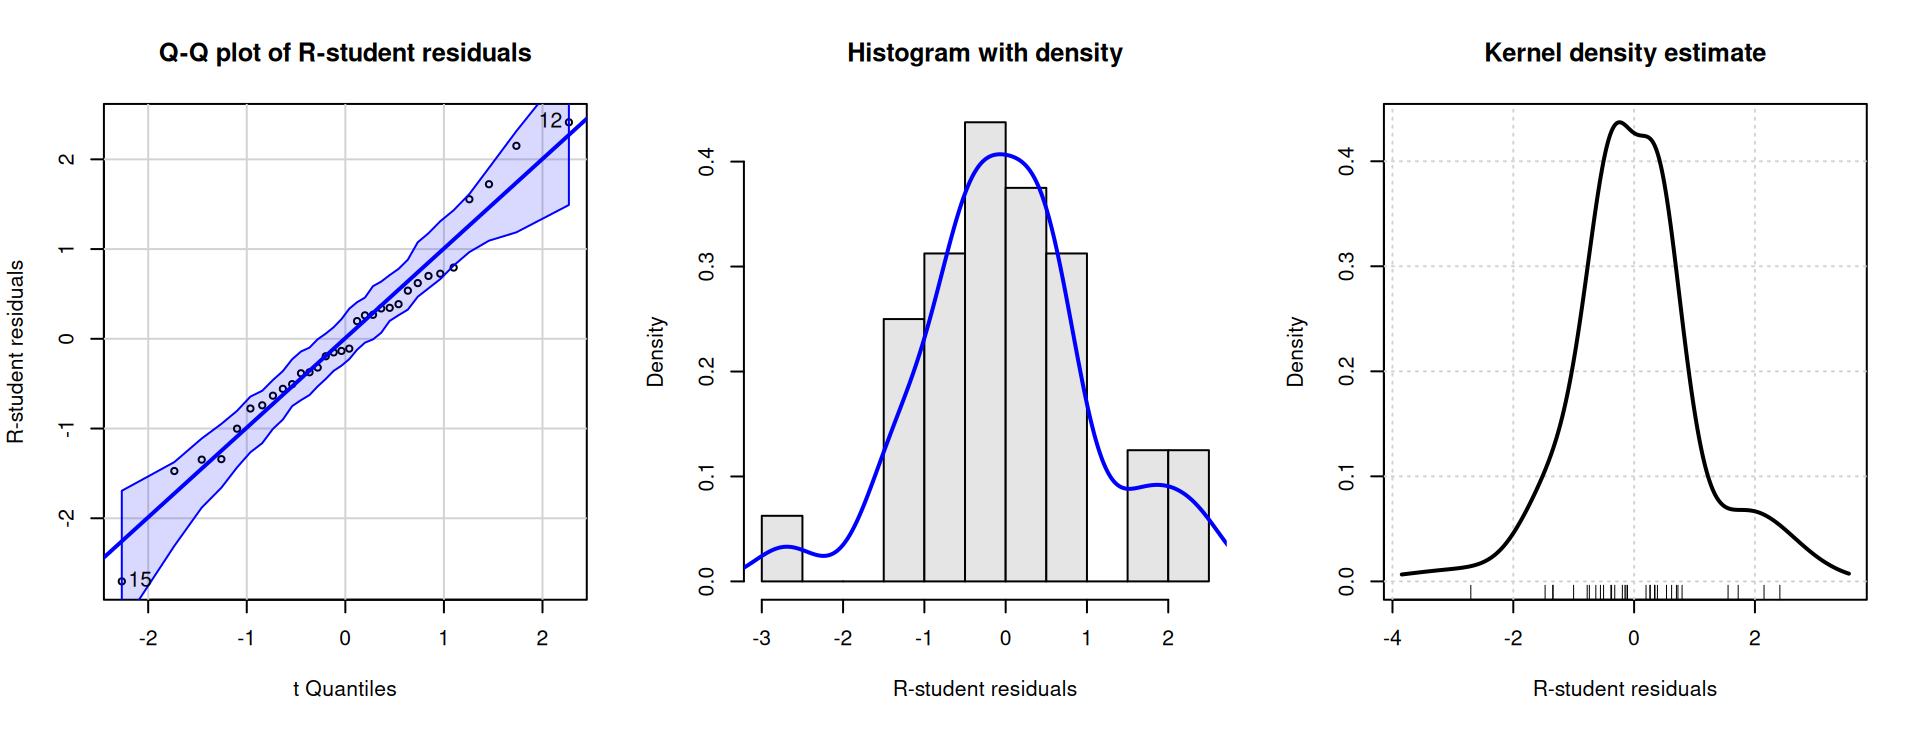 Q-Q plot of R-student residuals
R-student residuals
2
1
0
-1
-2
12
15
-2 -1 0 1 2
t Quantiles
Histogram with density
Density
0.4
0.3
0.2
0.1
0.0
-3 -2 -1 0 1 2
R-student residuals
Kernel density estimate
Density
0.4
0.3
0.2
0.1
0.0
-4 -2 0 2
R-student residuals